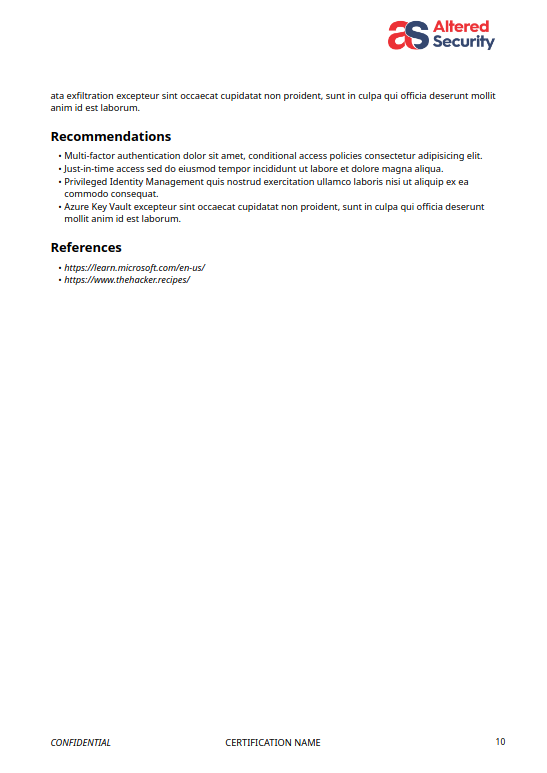 as Altered
Security
ata exfiltration excepteur sint occaecat cupidatat non proident, sunt in culpa qui officia deserunt mollit
anim id est laborum.
Recommendations
• Multi-factor authentication dolor sit amet, conditional access policies consectetur adipisicing elit.
• Just-in-time access sed do eiusmod tempor incididunt ut labore et dolore magna aliqua.
• Privileged Identity Management quis nostrud exercitation ullamco laboris nisi ut aliquip ex ea
commodo consequat.
• Azure Key Vault excepteur sint occaecat cupidatat non proident, sunt in culpa qui officia deserunt
mollit anim id est laborum.
References
• https://learn.microsoft.com/en-us/
• https://www.thehacker.recipes/
CONFIDENTIAL CERTIFICATION NAME 10